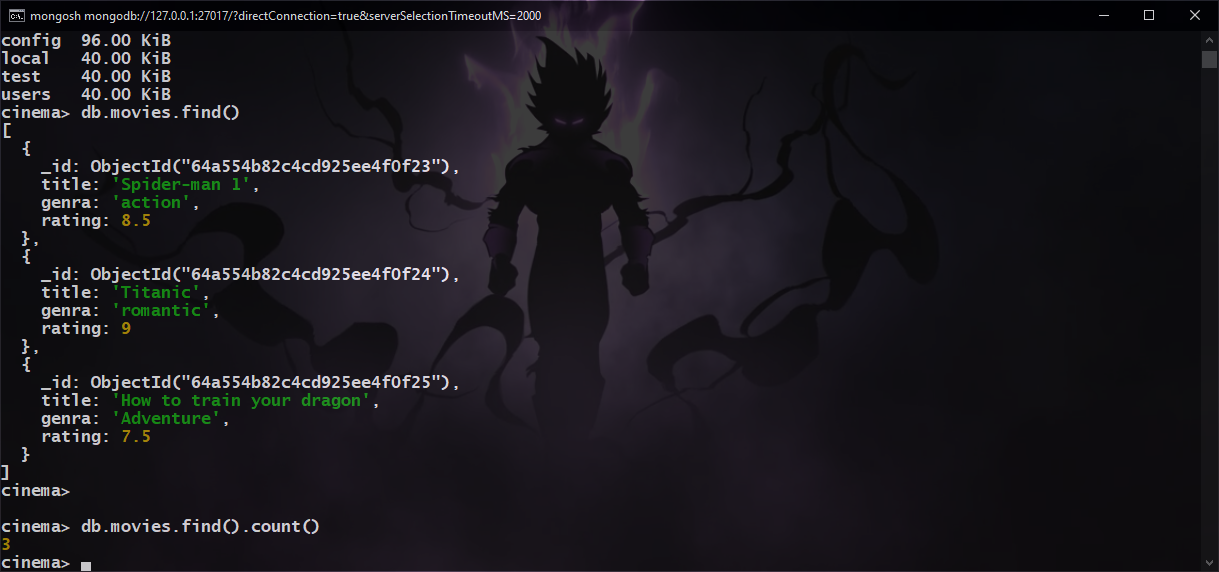 mongosh mongodb://127.0.0.1:27017/?directConnection=true&serverSelectionTimeoutMS=2000
config  96.00 KiB
local   40.00 KiB
test    40.00 KiB
users   40.00 KiB
cinema> db.movies.find()
[
  {
    _id: ObjectId("64a554b82c4cd925ee4f0f23"),
    title: 'Spider-man 1',
    genra: 'action',
    rating: 8.5
  },
  {
    _id: ObjectId("64a554b82c4cd925ee4f0f24"),
    title: 'Titanic',
    genra: 'romantic',
    rating: 9
  },
  {
    _id: ObjectId("64a554b82c4cd925ee4f0f25"),
    title: 'How to train your dragon',
    genra: 'Adventure',
    rating: 7.5
  }
]
cinema>
cinema> db.movies.find().count()
3
cinema>